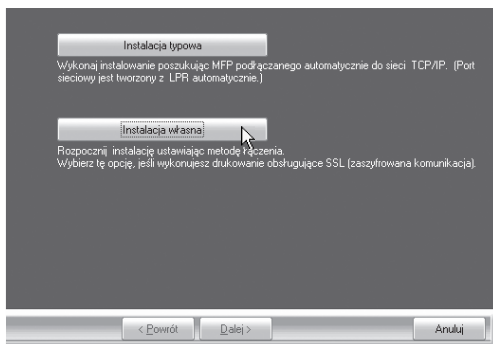 Instalacja typowa
Wykonaj instalowanie poszukując MFP podłączanego automatycznie do sieci TCP/IP. (Port
sieciowy jest tworzony z LPR automatycznie.)
Instalacja własna
Rozpocznij instalację ustawiając metodę łączenia.
Wybierz tę opcję, jeśli wykonujesz drukowanie obsługujące SSL (zaszyfrowana komunikacja).
< Powrót
Dalej >
Anuluj